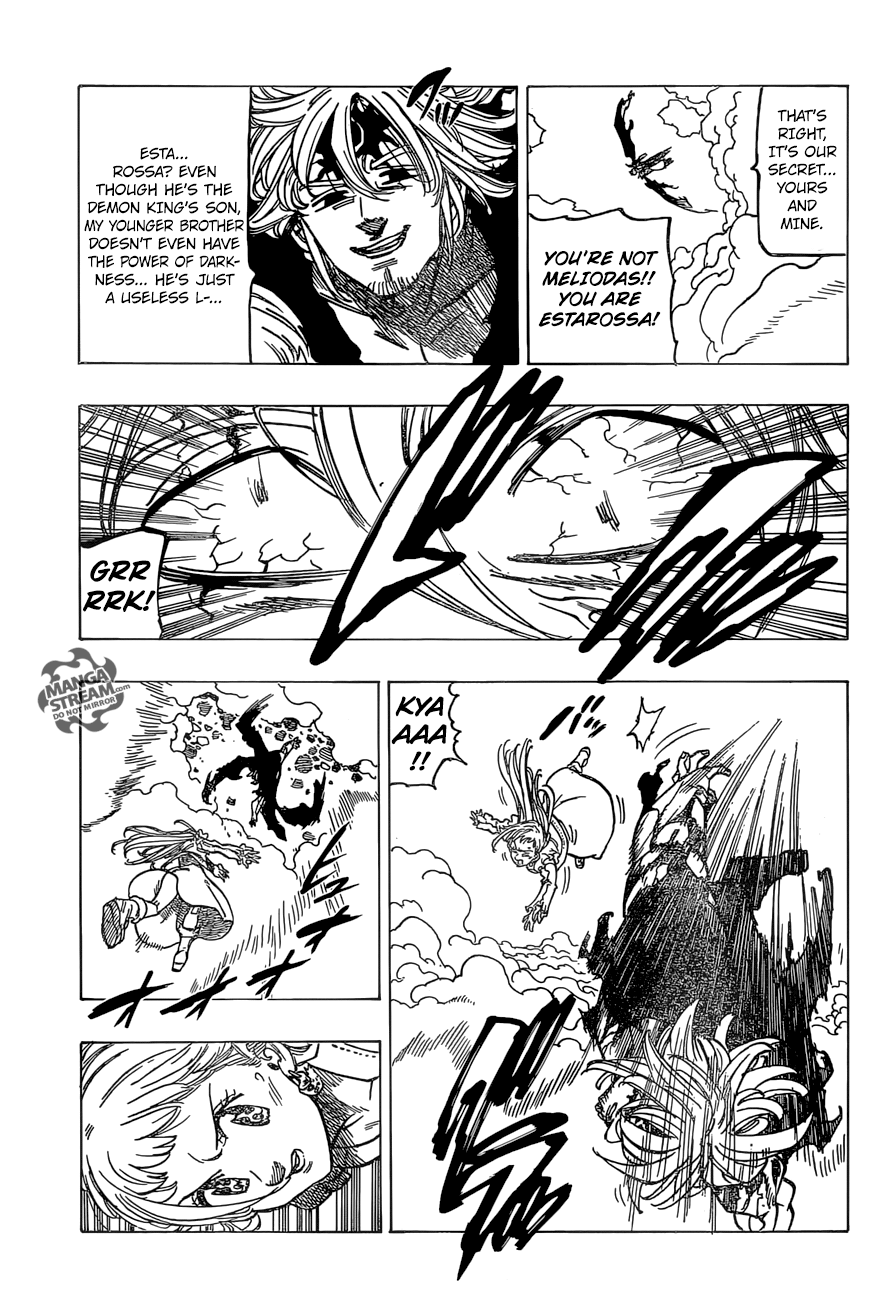 THAT'S
RIGHT,
IT'S OUR
SECRET...
YOURS
AND
MINE.
YOU'RE NOT
MELIODAS!!
YOU ARE
ESTAROSSA!
ESTA...
ROSSA? EVEN
THOUGH HE'S THE
DEMON KING'S SON,
MY YOUNGER BROTHER
DOESN'T EVEN HAVE
THE POWER OF DARK-
NESS... HE'S JUST
A USELESS L-...
GRR
RRK!
KYA
AAA
!!
MANGA
STREAM.com
DO NOT MIRROR